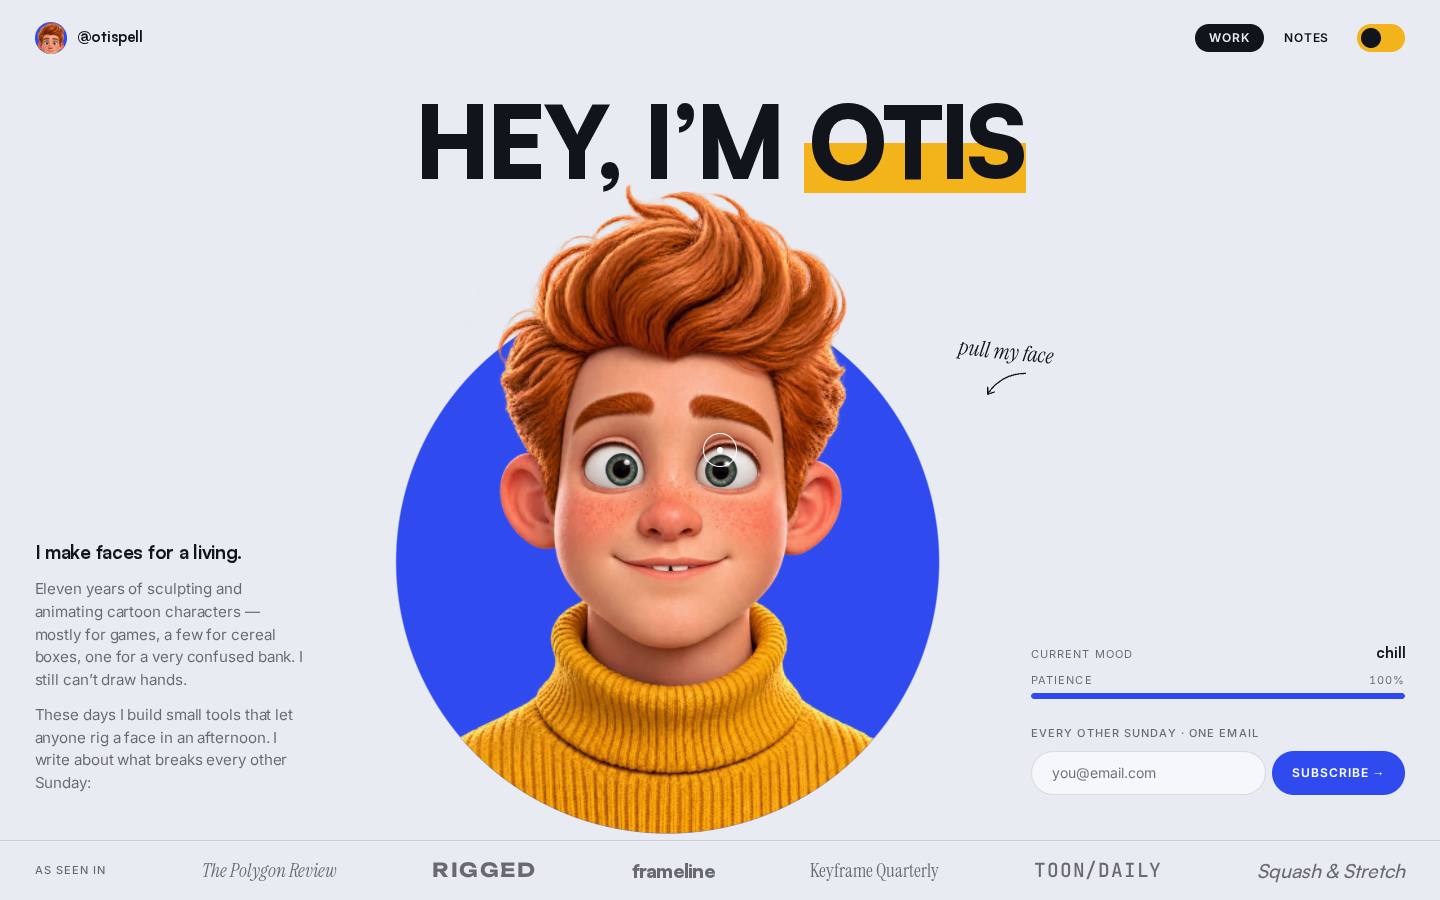 @otispell
WORK
NOTES
HEY, I’M OTIS
pull my face
I make faces for a living.
Eleven years of sculpting and
animating cartoon characters —
mostly for games, a few for cereal
boxes, one for a very confused bank. I
still can’t draw hands.
These days I build small tools that let
anyone rig a face in an afternoon. I
write about what breaks every other
Sunday:
CURRENT MOOD chill
PATIENCE 100%
EVERY OTHER SUNDAY · ONE EMAIL
you@email.com
SUBSCRIBE →
AS SEEN IN
The Polygon Review
RIGGED
frameline
Keyframe Quarterly
TOON/DAILY
Squash & Stretch